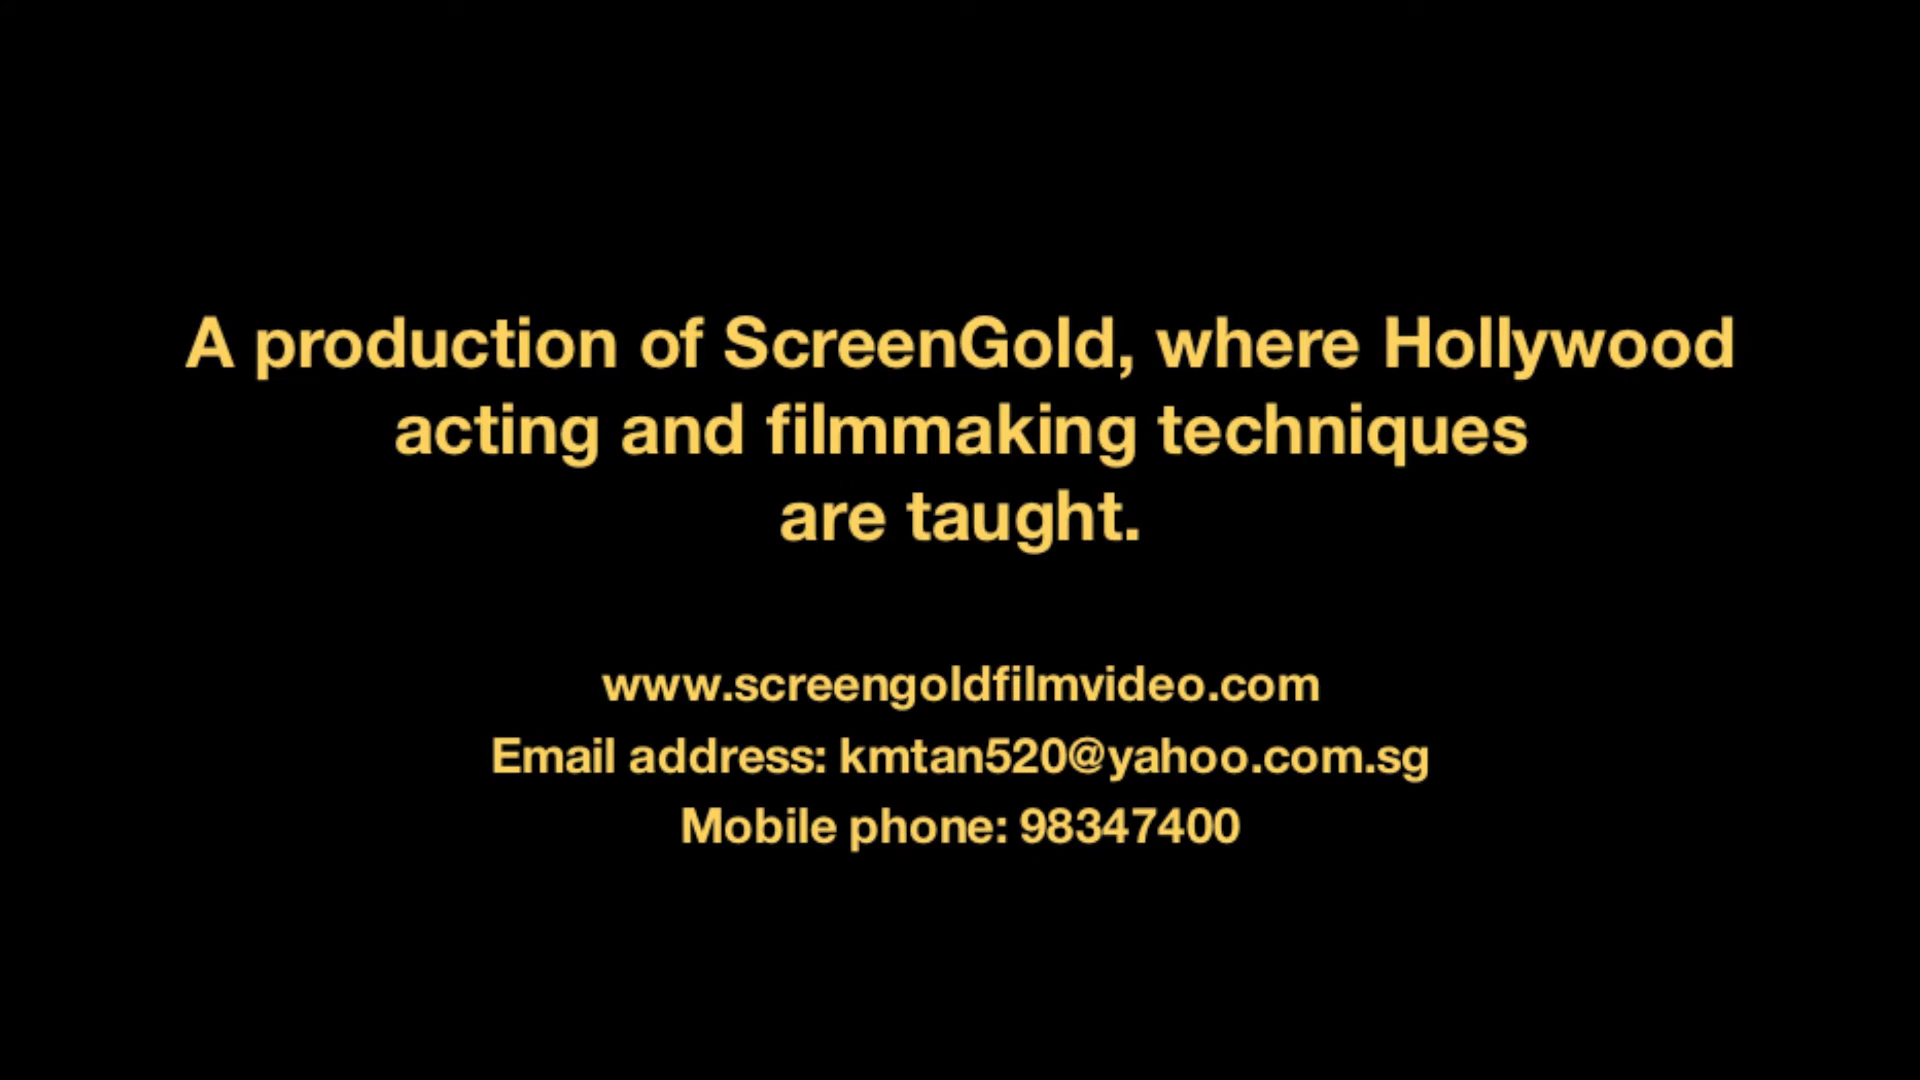 A production of ScreenGold, where Hollywood
acting and filmmaking techniques
are taught.
www.screengoldfilmvideo.com
Email address: kmtan520@yahoo.com.sg
Mobile phone: 98347400